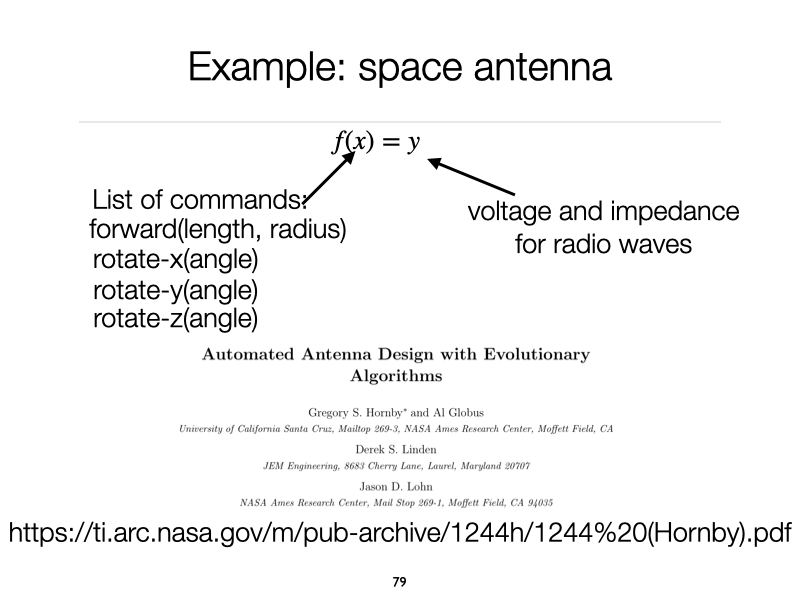 Example: space antenna
f(x) = y
List of commands:
forward(length, radius)
rotate-x(angle)
rotate-y(angle)
rotate-z(angle)
voltage and impedance
for radio waves
Automated Antenna Design with Evolutionary
Algorithms
Gregory S. Hornby* and Al Globus
University of California Santa Cruz, Mailtop 269-3, NASA Ames Research Center, Moffett Field, CA
Derek S. Linden
JEM Engineering, 8683 Cherry Lane, Laurel, Maryland 20707
Jason D. Lohn
NASA Ames Research Center, Mail Stop 269-1, Moffett Field, CA 94035
https://ti.arc.nasa.gov/m/pub-archive/1244h/1244%20(Hornby).pdf
79